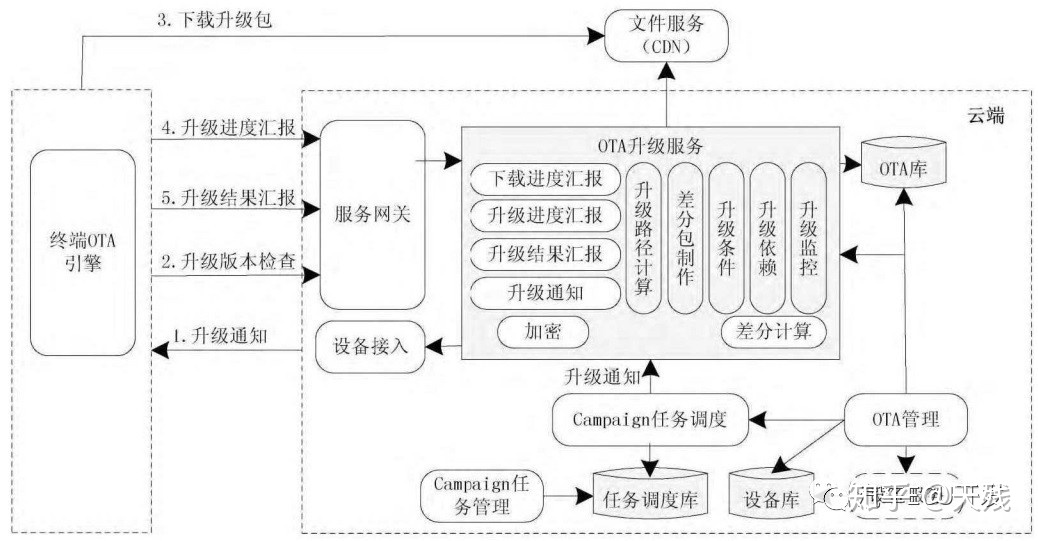 3.下载升级包
文件服务
(CDN)
云端
4.升级进度汇报
5.升级结果汇报
2.升级版本检查
1.升级通知
终端OTA
引擎
服务网关
设备接入
OTA升级服务
下载进度汇报
升级进度汇报
升级结果汇报
升级通知
加密
升级路径计算
差分包制作
升级条件
升级依赖
升级监控
差分计算
OTA库
升级通知
Campaign任务调度
OTA管理
Campaign任
务管理
任务调度库
设备库
知乎 @天残